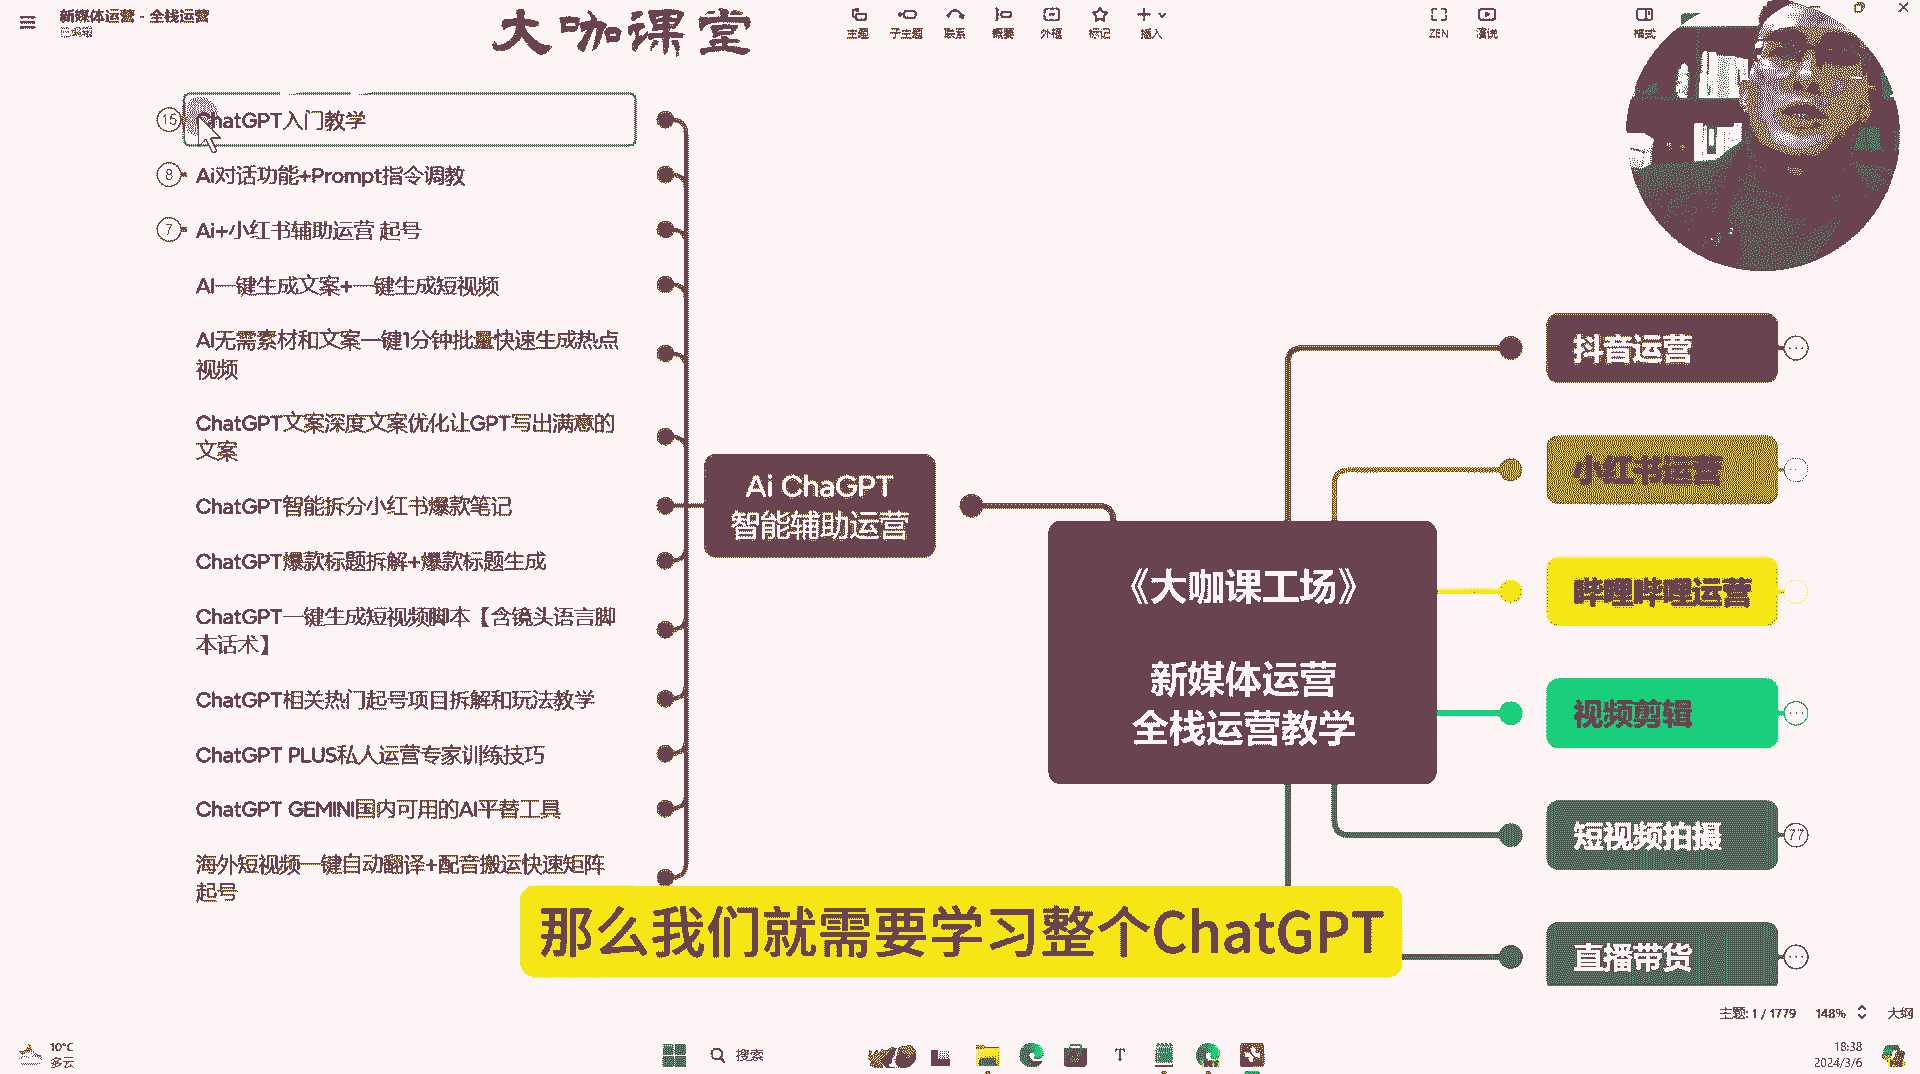 新媒体运营 - 全栈运营
已编辑
大咖课堂
主题
子主题
联系
概要
外框
标记
插入
ZEN
演说
格式
15
ChatGPT入门教学
8
Ai对话功能+Prompt指令调教
7
Ai+小红书辅助运营 起号
AI一键生成文案+一键生成短视频
AI无需素材和文案一键1分钟批量快速生成热点
视频
ChatGPT文案深度文案优化让GPT写出满意的
文案
ChatGPT智能拆分小红书爆款笔记
ChatGPT爆款标题拆解+爆款标题生成
ChatGPT一键生成短视频脚本【含镜头语言脚
本话术】
ChatGPT相关热门起号项目拆解和玩法教学
ChatGPT PLUS私人运营专家训练技巧
ChatGPT GEMINI国内可用的AI平替工具
海外短视频一键自动翻译+配音搬运快速矩阵
起号
Ai ChaGPT
智能辅助运营
《大咖课工场》
新媒体运营
全栈运营教学
抖音运营
小红书运营
哔哩哔哩运营
视频剪辑
短视频拍摄
77
直播带货
那么我们就需要学习整个ChatGPT
主题: 1 / 1779
148%
大纲
10°C
多云
搜索
18:38
2024/3/6